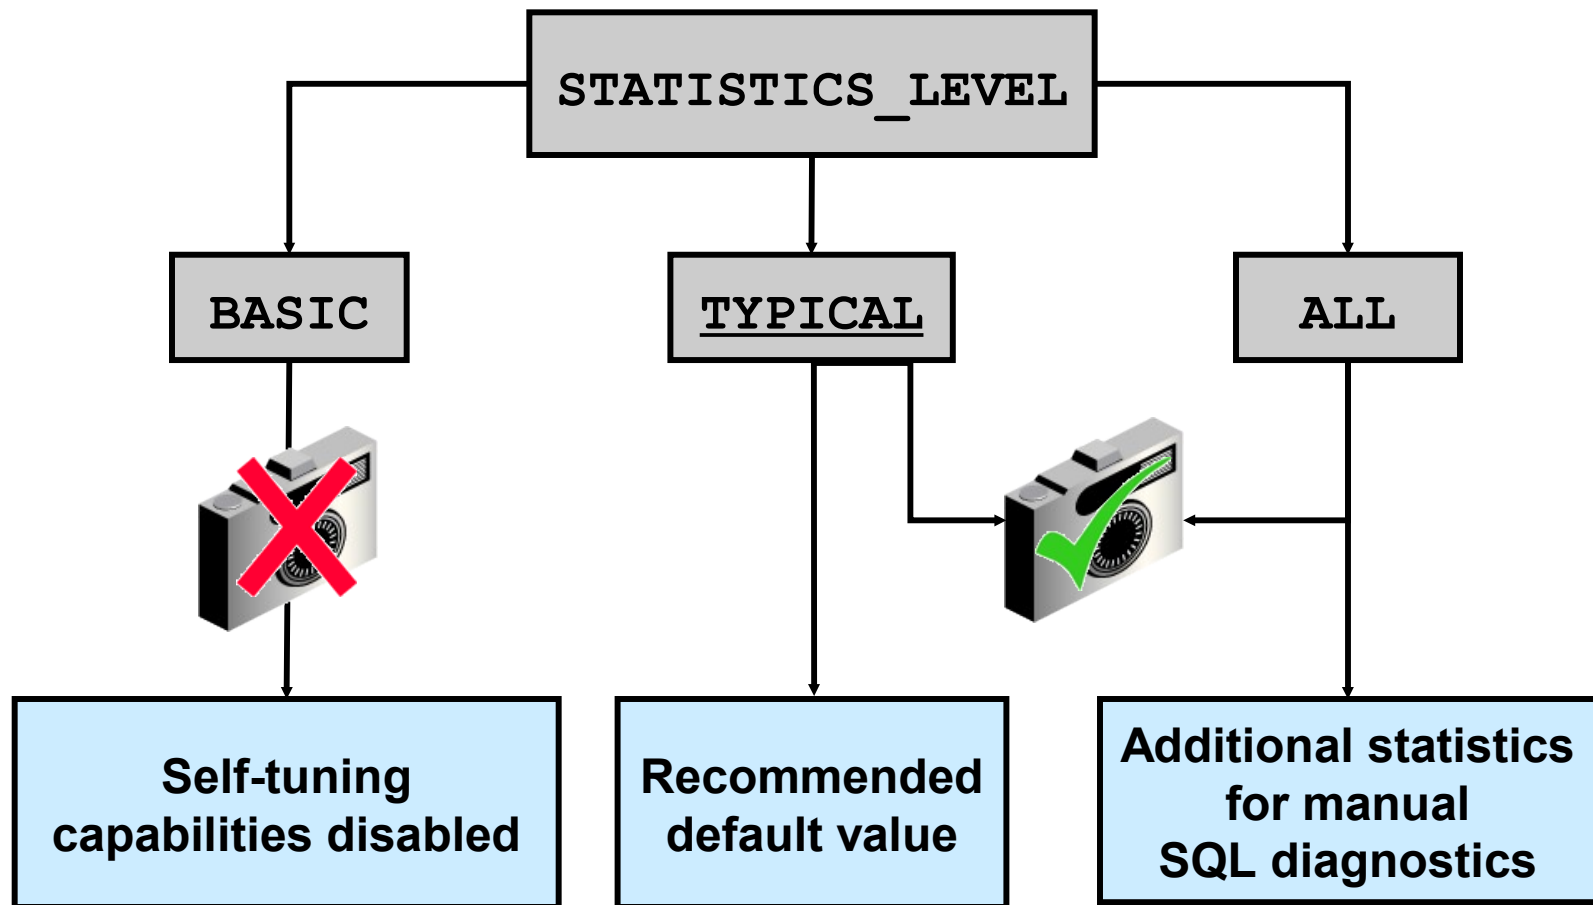 STATISTICS_LEVEL
BASIC
TYPICAL
ALL
Self-tuning
capabilities disabled
Recommended
default value
Additional statistics
for manual
SQL diagnostics